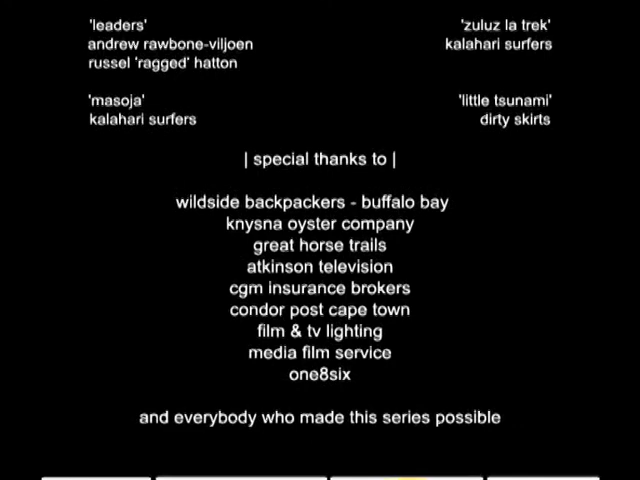 'leaders'
andrew rawbone-viljoen
russel 'ragged' hatton
'zuluz la trek'
kalahari surfers
'masoja'
kalahari surfers
'little tsunami'
dirty skirts
| special thanks to |
wildside backpackers - buffalo bay
knysna oyster company
great horse trails
atkinson television
cgm insurance brokers
condor post cape town
film & tv lighting
media film service
one8six
and everybody who made this series possible